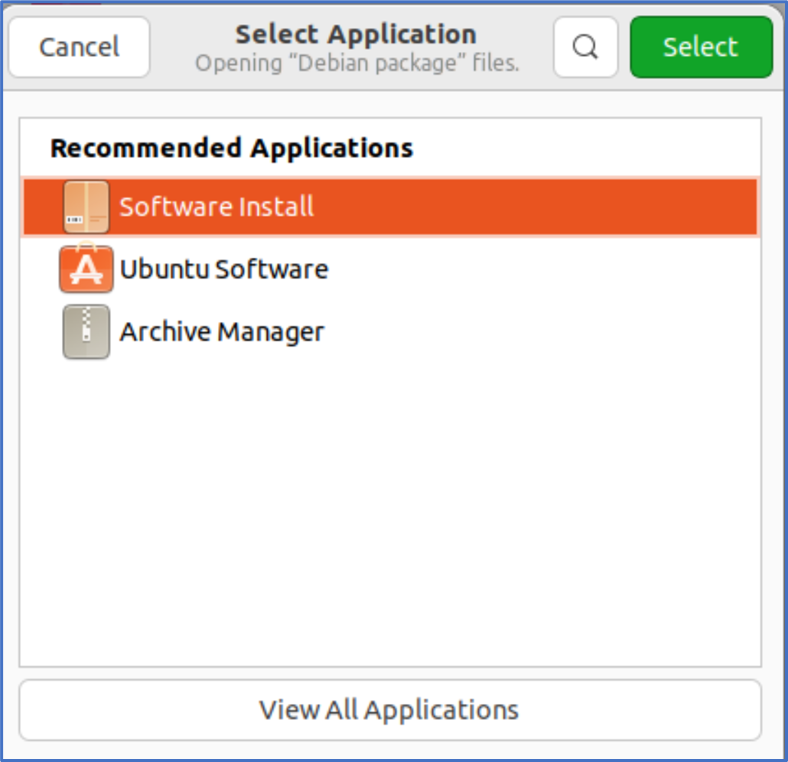 Cancel
Select Application
Opening “Debian package” files.
Select
Recommended Applications
Software Install
Ubuntu Software
Archive Manager
View All Applications